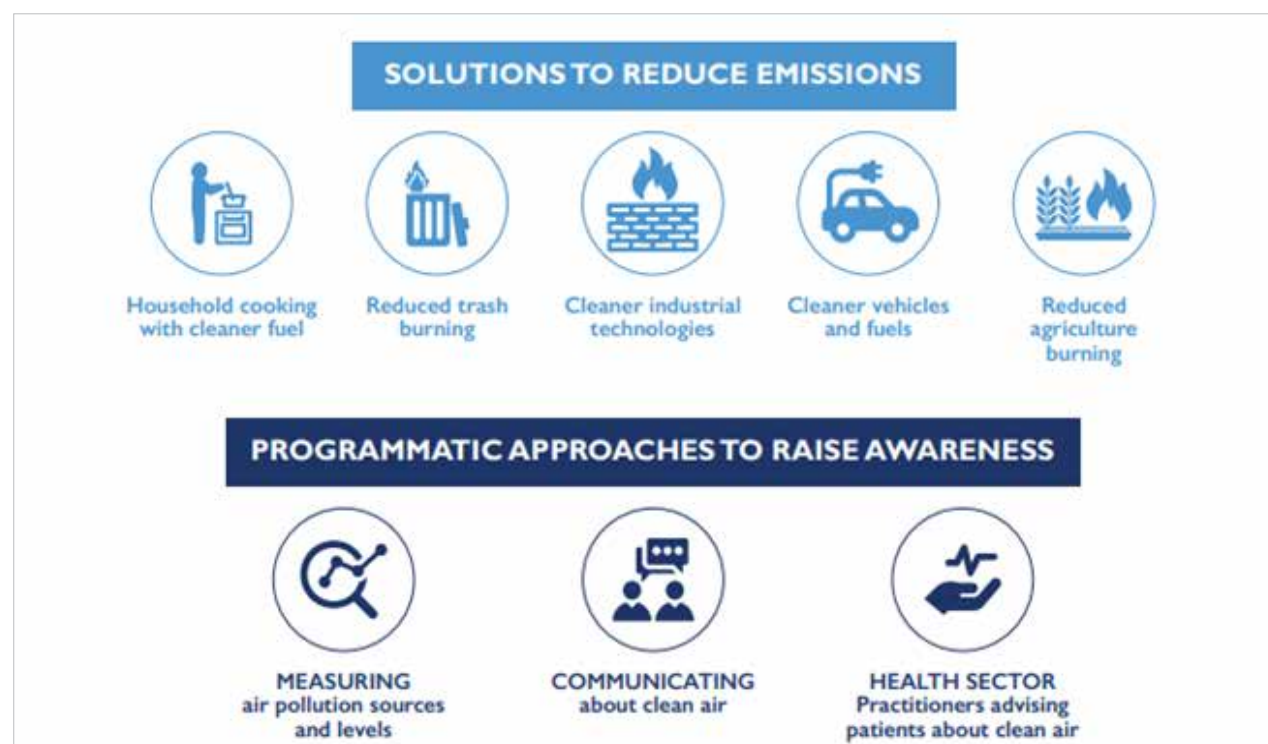 SOLUTIONS TO REDUCE EMISSIONS
Household cooking
with cleaner fuel
Reduced trash
burning
Cleaner industrial
technologies
Cleaner vehicles
and fuels
Reduced
agriculture
burning
PROGRAMMATIC APPROACHES TO RAISE AWARENESS
MEASURING
air pollution sources
and levels
COMMUNICATING
about clean air
HEALTH SECTOR
Practitioners advising
patients about clean air